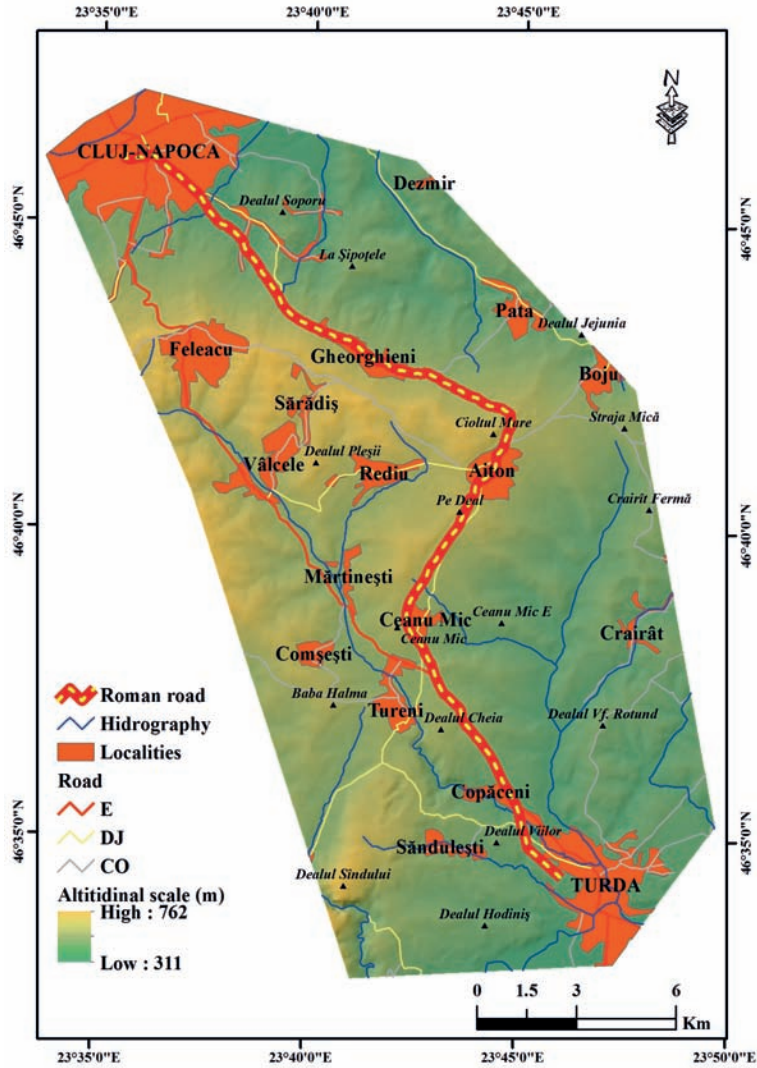 23°35'0"E 23°40'0"E 23°45'0"E
N
CLUJ-NAPOCA
Dezmir
Dealul Soporu
46°45'0"N
46°45'0"N
La Şipoţele
Pata
Dealul Jejunia
Feleacu
Gheorghieni
Boju
Sărădiş
Cioltul Mare
Straja Mică
Dealul Pleşii
Vâlcele
Rediu
Aiton
Pe Deal
Crairît Fermă
46°40'0"N
46°40'0"N
Mărtineşti
Ceanu Mic
Ceanu Mic E
Cennu Mic
Crairât
Comşeşti
Baba Halma
Tureni
Dealul Cheia
Dealul Vf. Rotund
Copăceni
46°35'0"N
46°35'0"N
Dealul Viilor
Sănduleşti
Dealul Sîndului
TURDA
Dealul Hodiniş
Roman road
Hidrography
Localities
Road
E
DJ
CO
Altitidinal scale (m)
High : 762
Low : 311
0 1.5 3 6
Km
23°35'0"E 23°40'0"E 23°45'0"E 23°50'0"E